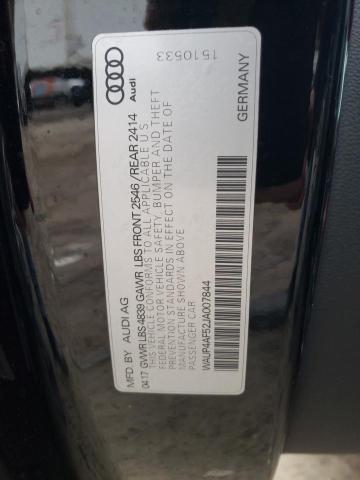 Audi
1510533
GERMANY
MFD. BY AUDI AG
0417 GVWR LBS 4839 GAWR LBS FRONT 2546/REAR 2414
THIS VEHICLE CONFORMS TO ALL APPLICABLE U S
FEDERAL MOTOR VEHICLE SAFETY, BUMPER AND THEFT
PREVENTION STANDARDS IN EFFECT ON THE DATE OF
MANUFACTURE SHOWN ABOVE
PASSENGER CAR
WAUP4AF52JA007844